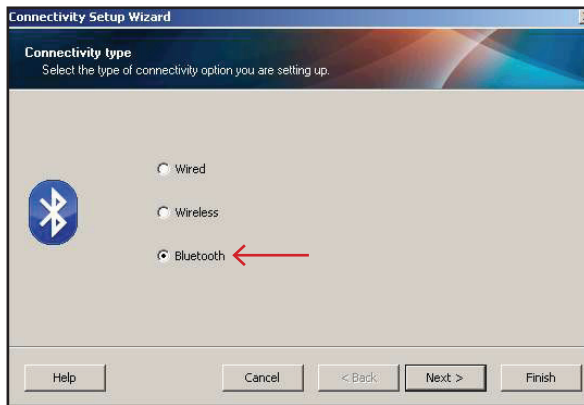 Connectivity Setup Wizard
Connectivity type
Select the type of connectivity option you are setting up.
Wired
Wireless
Bluetooth
Help
Cancel
< Back
Next >
Finish